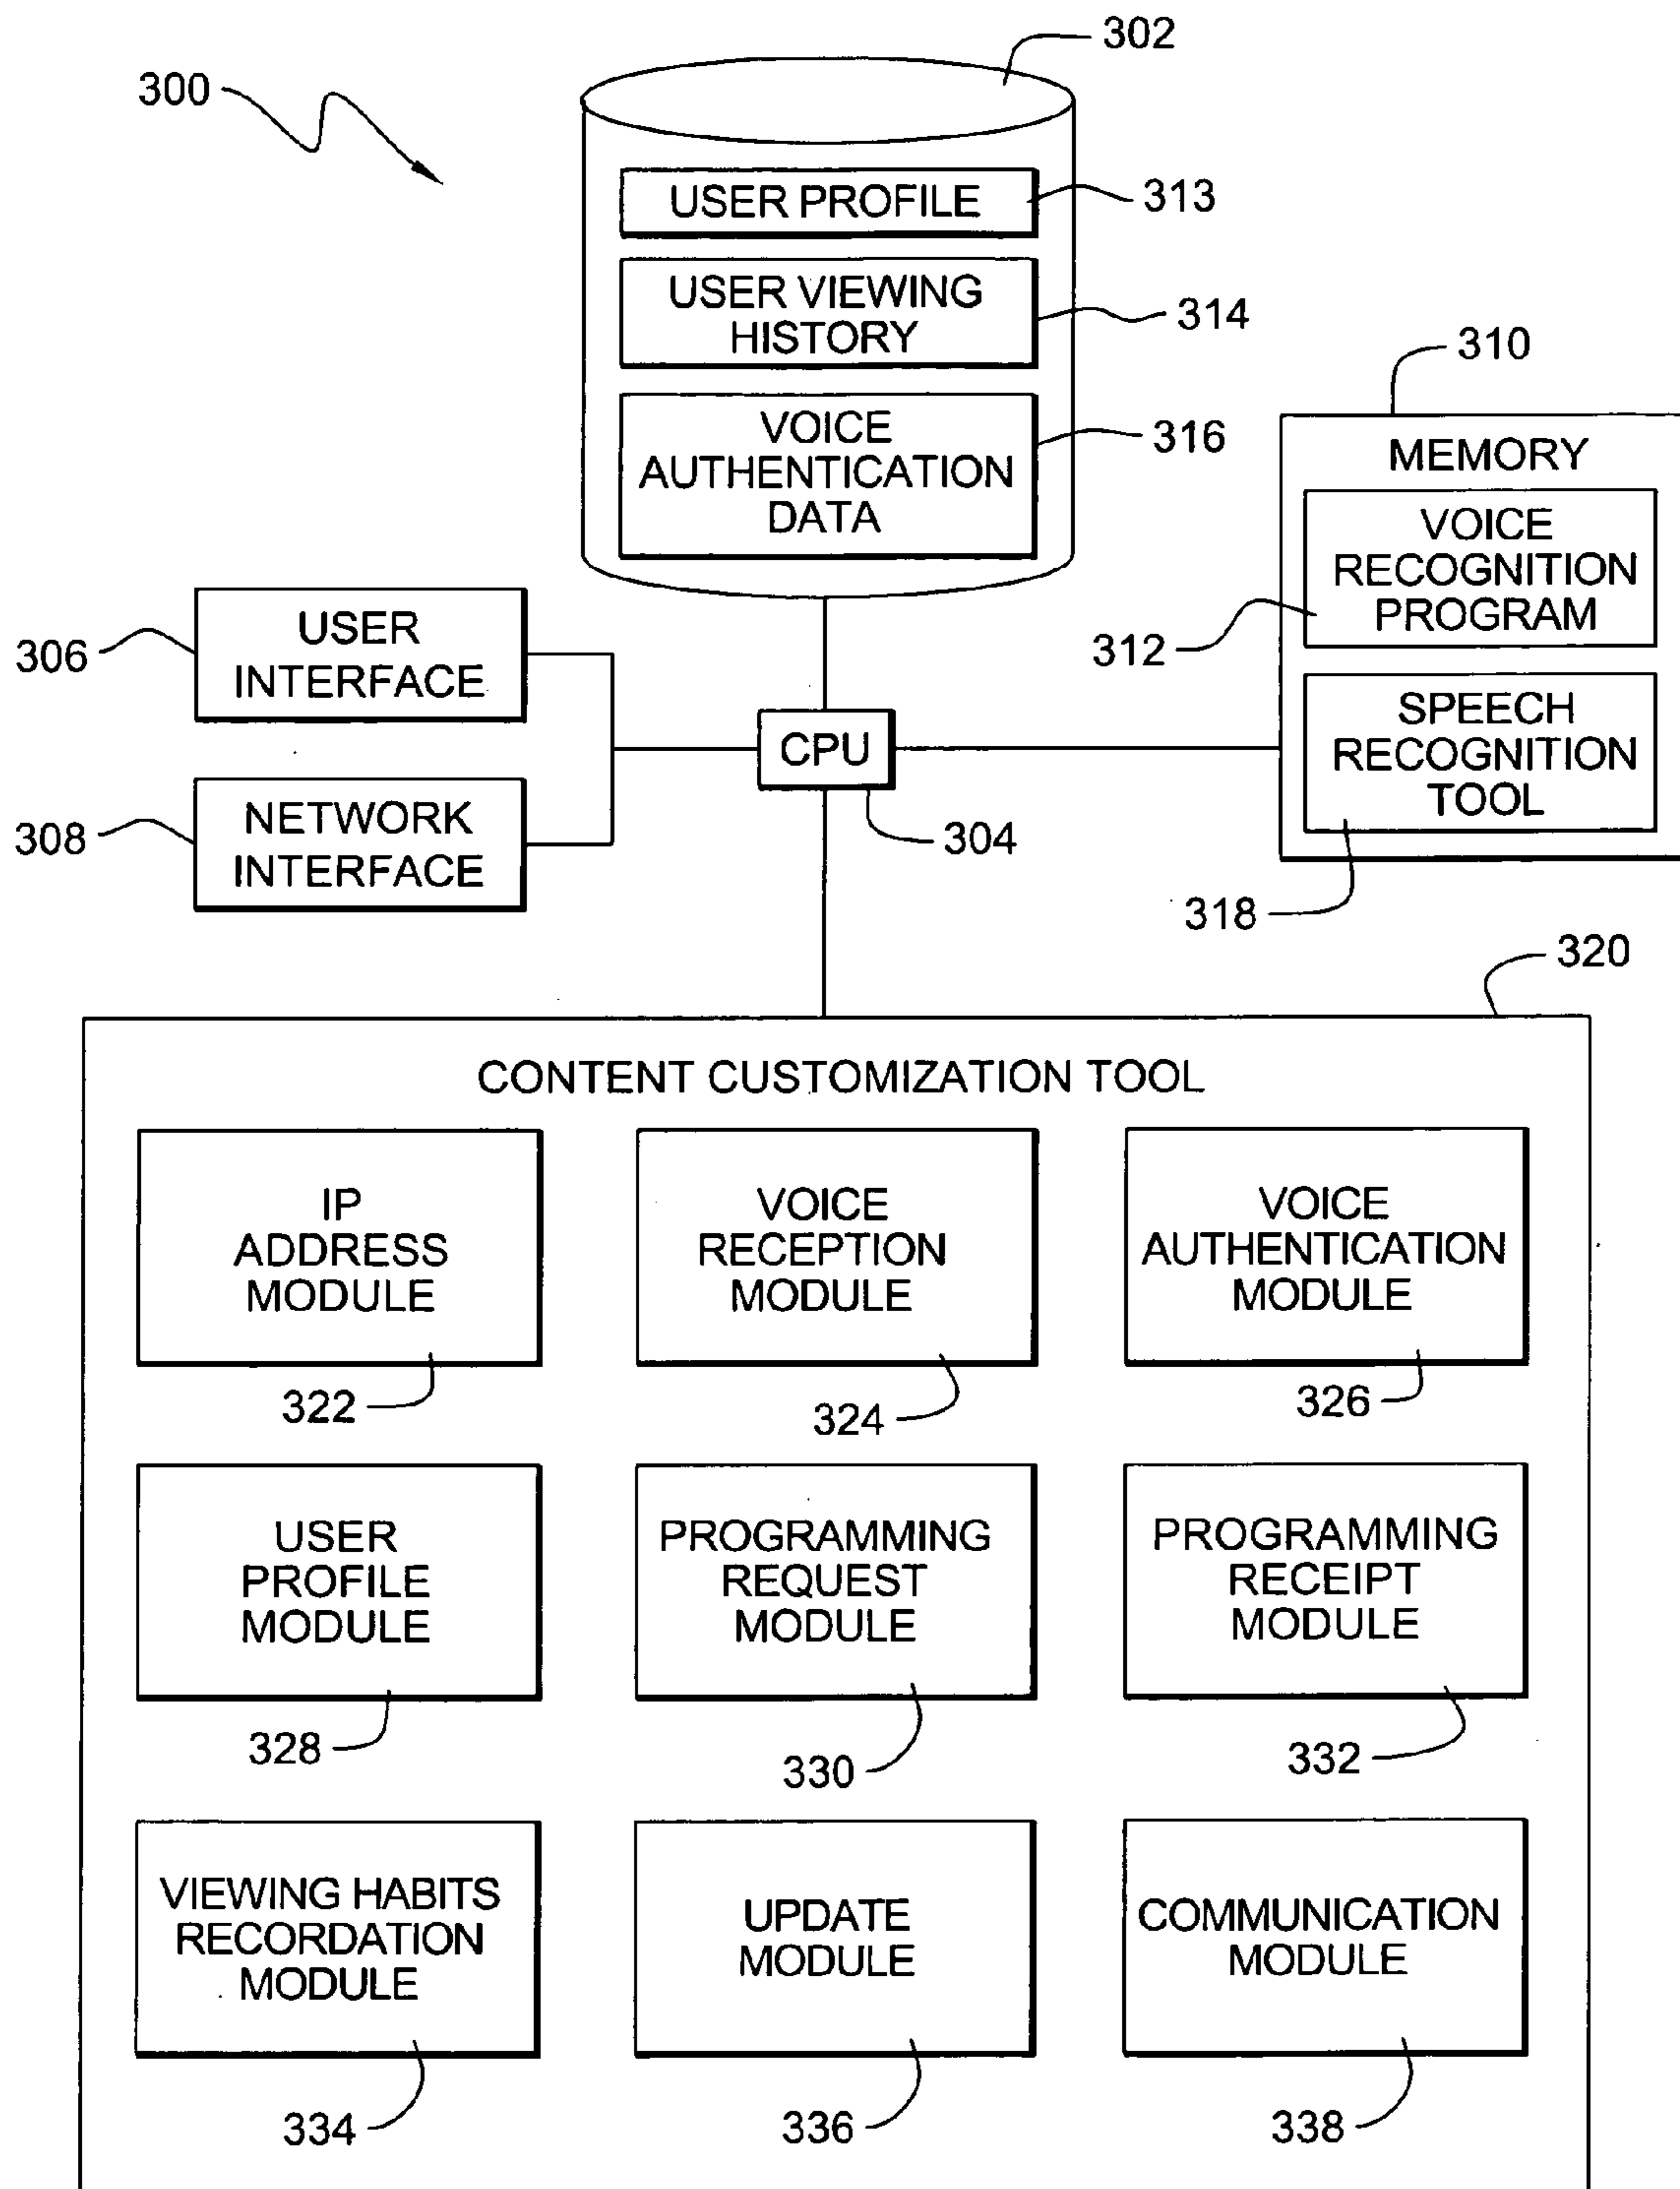 302
300
USER PROFILE
313
USER VIEWING
HISTORY
314
VOICE
AUTHENTICATION
DATA
316
310
MEMORY
VOICE
RECOGNITION
PROGRAM
312
SPEECH
RECOGNITION
TOOL
318
USER
INTERFACE
306
NETWORK
INTERFACE
308
CPU
304
320
CONTENT CUSTOMIZATION TOOL
IP
ADDRESS
MODULE
322
VOICE
RECEPTION
MODULE
324
VOICE
AUTHENTICATION
MODULE
326
USER
PROFILE
MODULE
328
PROGRAMMING
REQUEST
MODULE
330
PROGRAMMING
RECEIPT
MODULE
332
VIEWING HABITS
RECORDATION
MODULE
334
UPDATE
MODULE
336
COMMUNICATION
MODULE
338